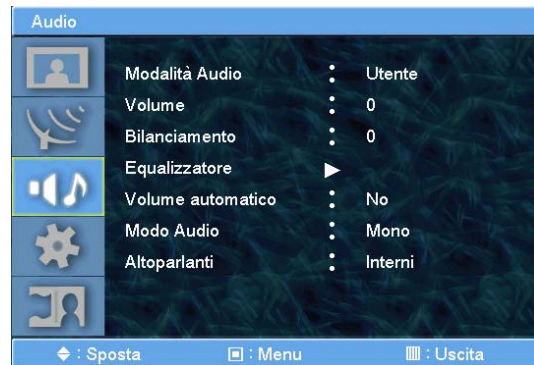 Audio
Modalità Audio : Utente
Volume : 0
Bilanciamento : 0
Equalizzatore ▶
Volume automatico : No
Modo Audio : Mono
Altoparlanti : Interni
: Sposta : Menu : Uscita